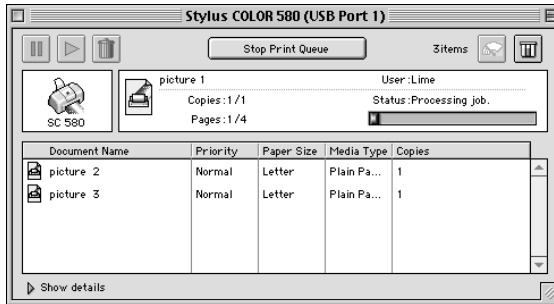 Stylus COLOR 580 (USB Port 1)
Stop Print Queue
3items
picture 1
User:Lime
Copies:1/1
Status:Processing job.
SC 580
Pages:1/4
Document Name Priority Paper Size Media Type Copies
picture 2 Normal Letter Plain Pa... 1
picture 3 Normal Letter Plain Pa... 1
Show details